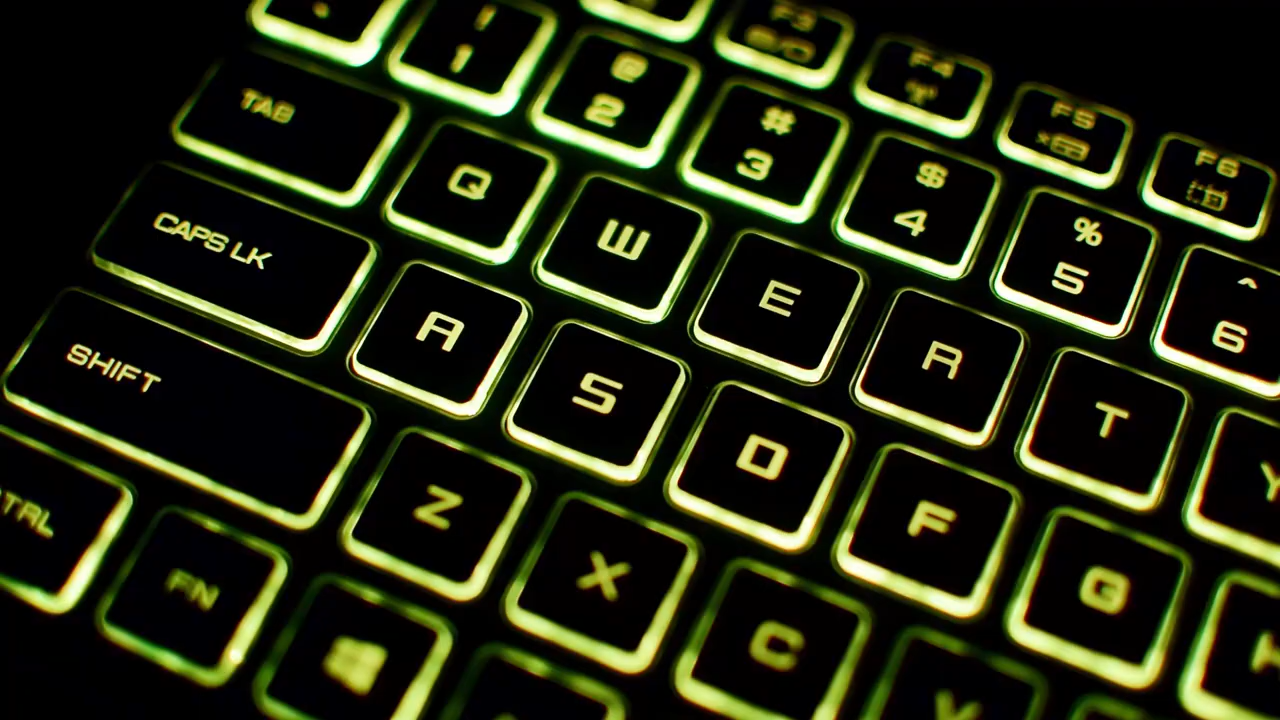 F3 F4 F5 F6
! 1 @ 2 # 3 $ 4 % 5 ^ 6
TAB Q W E R T Y
CAPS LK A S D F G
SHIFT Z X C V
CTRL FN